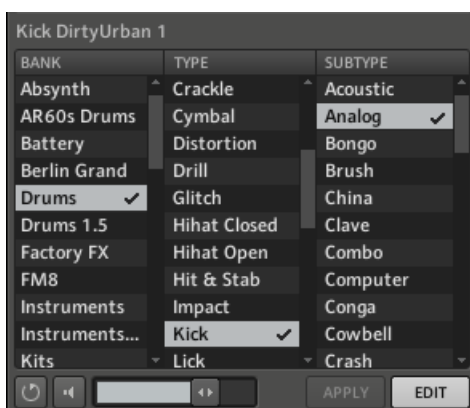 Kick DirtyUrban 1
BANK TYPE SUBTYPE
Absynth Crackle Acoustic
AR60s Drums Cymbal Analog
Battery Distortion Bongo
Berlin Grand Drill Brush
Drums Glitch China
Drums 1.5 Hihat Closed Clave
Factory FX Hihat Open Combo
FM8 Hit & Stab Computer
Instruments Impact Conga
Instruments... Kick Cowbell
Kits Lick Crash
APPLY EDIT